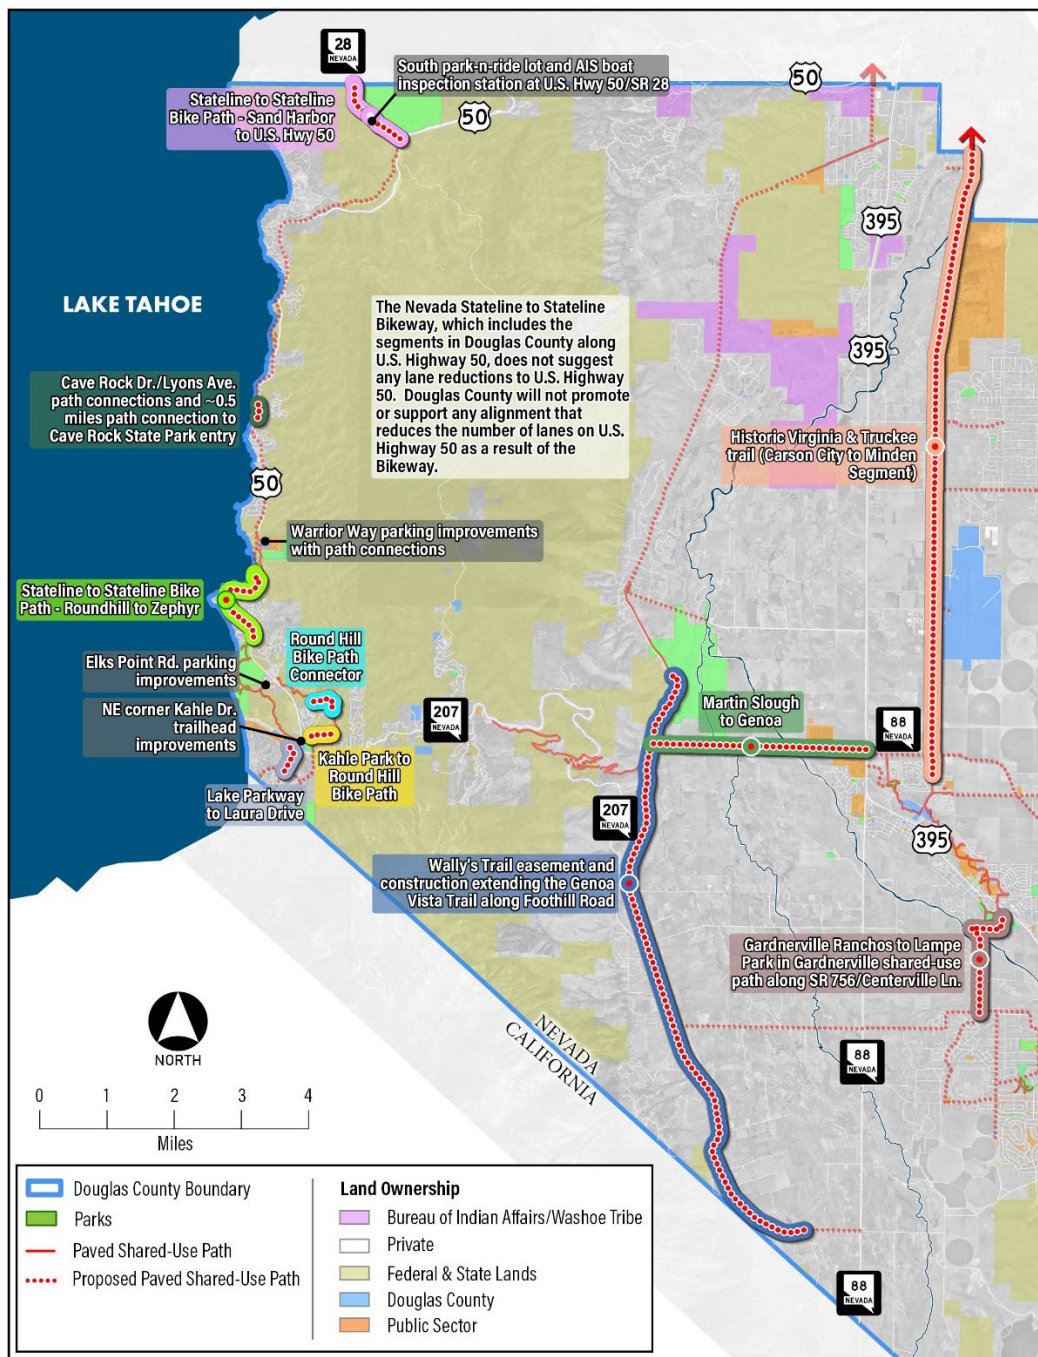 28
NEVADA
South park-n-ride lot and AIS boat
inspection station at U.S. Hwy 50/SR 28
50
Stateline to Stateline
Bike Path - Sand Harbor
to U.S. Hwy 50
50
395
LAKE TAHOE
The Nevada Stateline to Stateline
Bikeway, which includes the
segments in Douglas County along
U.S. Highway 50, does not suggest
any lane reductions to U.S. Highway
50. Douglas County will not promote
or support any alignment that
reduces the number of lanes on U.S.
Highway 50 as a result of the
Bikeway.
395
Cave Rock Dr./Lyons Ave.
path connections and ~0.5
miles path connection to
Cave Rock State Park entry
Historic Virginia & Truckee
trail (Carson City to Minden
Segment)
50
Warrior Way parking improvements
with path connections
Stateline to Stateline Bike
Path - Roundhill to Zephyr
Round Hill
Bike Path
Connector
Elks Point Rd. parking
improvements
NE corner Kahle Dr.
trailhead
improvements
207
NEVADA
Martin Slough
to Genoa
88
NEVADA
Kahle Park to
Round Hill
Bike Path
Lake Parkway
to Laura Drive
207
NEVADA
395
Wally's Trail easement and
construction extending the Genoa
Vista Trail along Foothill Road
Gardnerville Ranchos to Lampe
Park in Gardnerville shared-use
path along SR 756/Centerville Ln.
NORTH
NEVADA
CALIFORNIA
88
NEVADA
0 1 2 3 4
Miles
Douglas County Boundary
Parks
Paved Shared-Use Path
Proposed Paved Shared-Use Path
Land Ownership
Bureau of Indian Affairs/Washoe Tribe
Private
Federal & State Lands
Douglas County
Public Sector
88
NEVADA